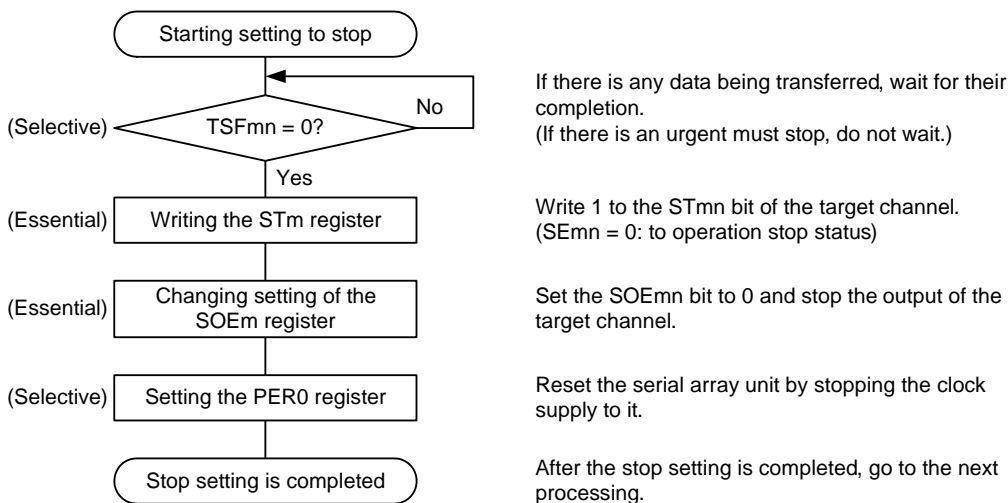 Starting setting to stop
No
If there is any data being transferred, wait for their
completion.
(If there is an urgent must stop, do not wait.)
(Selective)
TSFmn = 0?
Yes
(Essential)
Writing the STm register
Write 1 to the STmn bit of the target channel.
(SEmn = 0: to operation stop status)
(Essential)
Changing setting of the
SOEm register
Set the SOEmn bit to 0 and stop the output of the
target channel.
(Selective)
Setting the PER0 register
Reset the serial array unit by stopping the clock
supply to it.
Stop setting is completed
After the stop setting is completed, go to the next
processing.